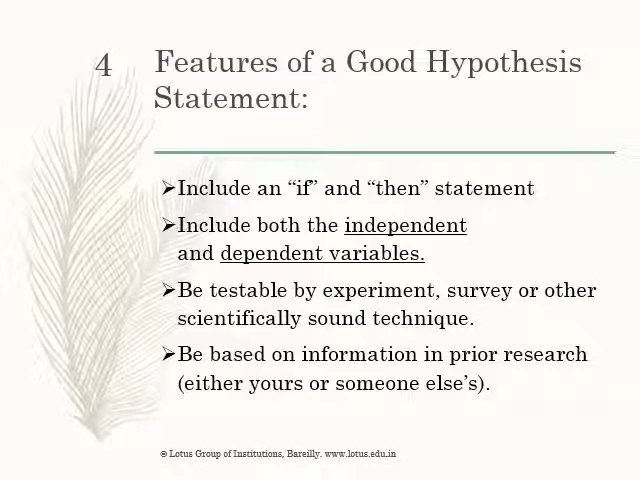 4
Features of a Good Hypothesis
Statement:
➢Include an “if” and “then” statement
➢Include both the independent
and dependent variables.
➢Be testable by experiment, survey or other
scientifically sound technique.
➢Be based on information in prior research
(either yours or someone else’s).
© Lotus Group of Institutions, Bareilly. www.lotus.edu.in